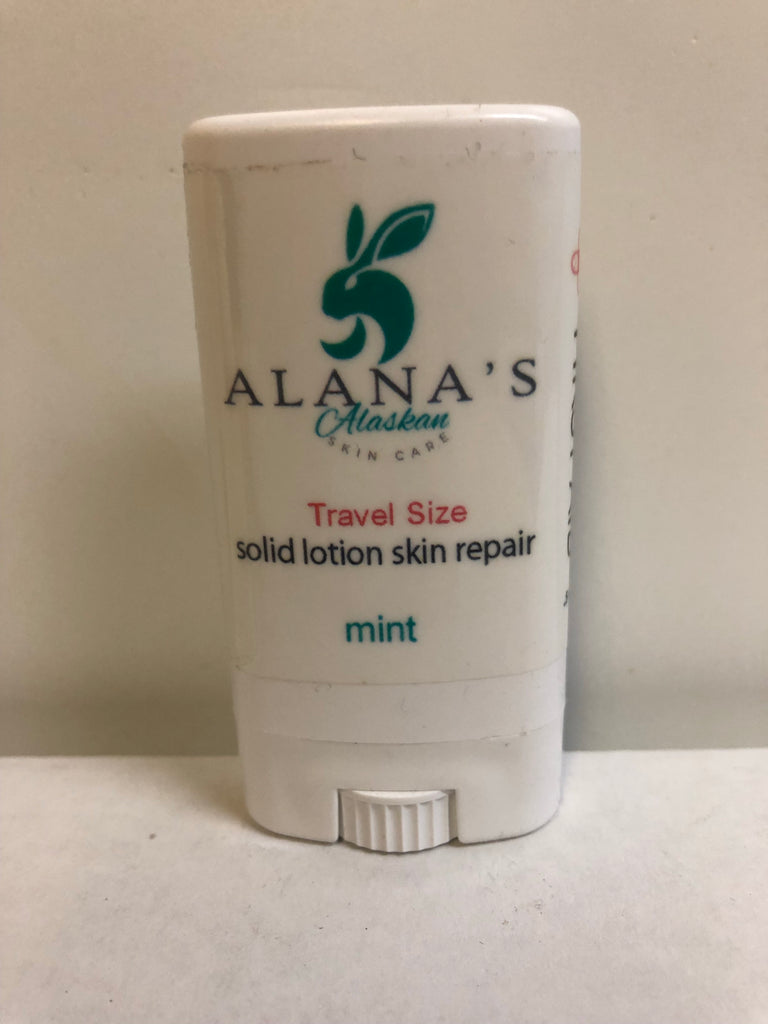 ALANA'S
Alaskan
SKIN CARE
Travel Size
solid lotion skin repair
mint